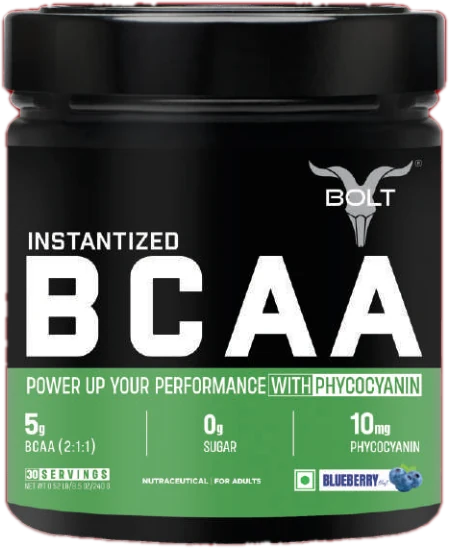 BOLT
®
INSTANTIZED
BCAA
POWER UP YOUR PERFORMANCE WITH PHYCOCYANIN
5g
BCAA (2:1:1)
0g
SUGAR
10mg
PHYCOCYANIN
30 SERVINGS
NUTRACEUTICAL | FOR ADULTS
BLUEBERRY